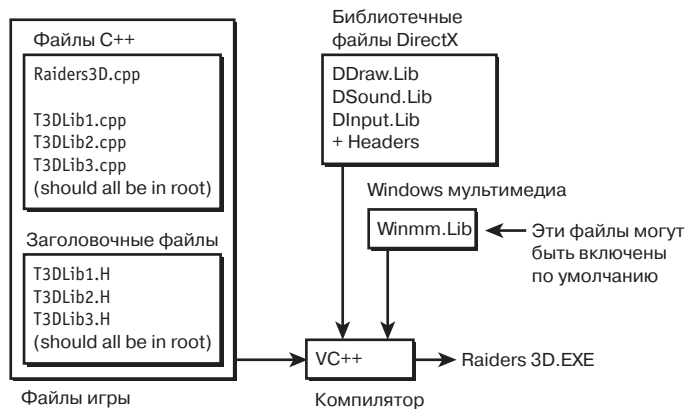 Файлы C++
Raiders3D.cpp
T3DLib1.cpp
T3DLib2.cpp
T3DLib3.cpp
(should all be in root)
Заголовочные файлы
T3DLib1.H
T3DLib2.H
T3DLib3.H
(should all be in root)
Файлы игры
Библиотечные
файлы DirectX
DDraw.Lib
DSound.Lib
DInput.Lib
+ Headers
Windows мультимедиа
Winmm.Lib
Эти файлы могут
быть включены
по умолчанию
VC++
Raiders 3D.EXE
Компилятор